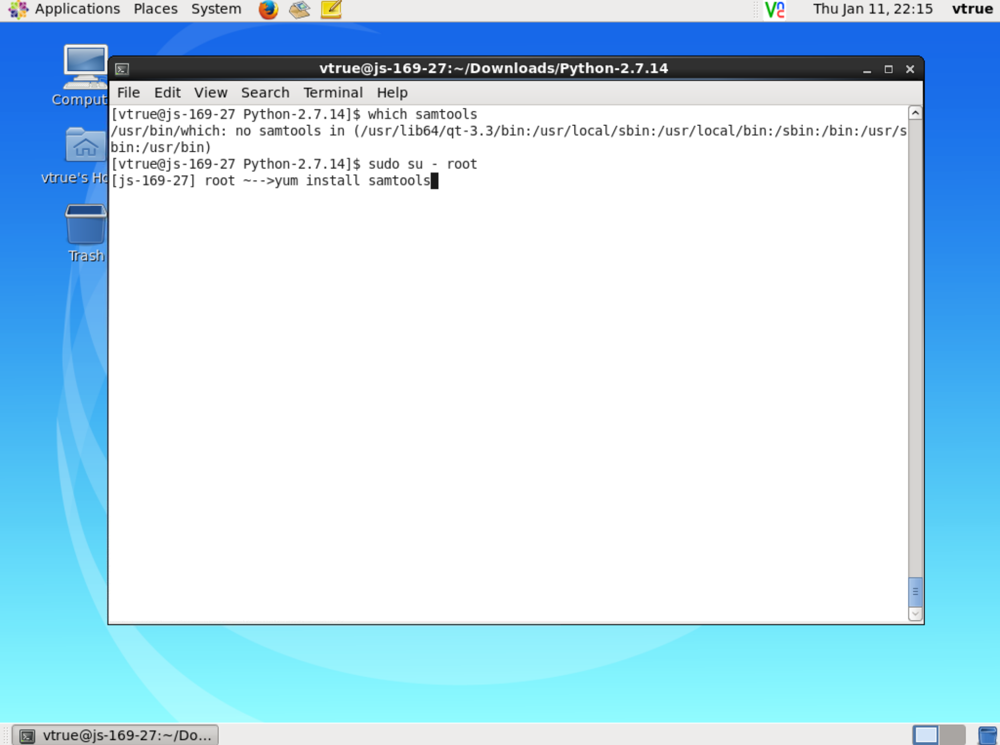 Applications Places System
Thu Jan 11, 22:15 vtrue
vtrue@js-169-27:~/Downloads/Python-2.7.14
File Edit View Search Terminal Help
[vtrue@js-169-27 Python-2.7.14]$ which samtools
/usr/bin/which: no samtools in (/usr/lib64/qt-3.3/bin:/usr/local/sbin:/usr/local/bin:/sbin:/bin:/usr/s
bin:/usr/bin)
[vtrue@js-169-27 Python-2.7.14]$ sudo su - root
[js-169-27] root ~-->yum install samtools
Comput
vtrue's Ho
Trash
vtrue@js-169-27:~/Do...